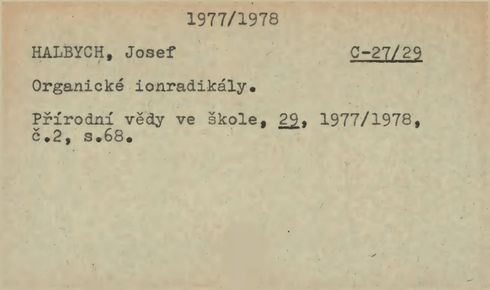 1977/1978
HALBYCH, Josef C-27/29
Organické ionradikály.
Přírodní vědy ve škole, 29, 1977/1978,
č.2, s.68.